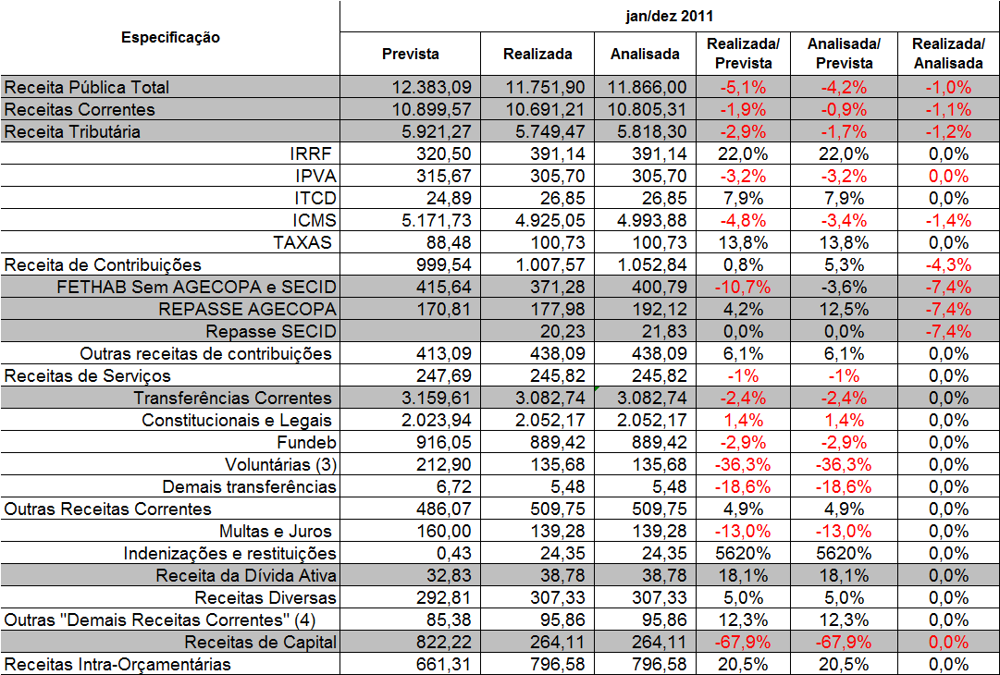 Especificação jan/dez 2011
Prevista Realizada Analisada Realizada/ Prevista Analisada/ Prevista Realizada/ Analisada
Receita Pública Total 12.383,09 11.751,90 11.866,00 -5,1% -4,2% -1,0%
Receitas Correntes 10.899,57 10.691,21 10.805,31 -1,9% -0,9% -1,1%
Receita Tributária 5.921,27 5.749,47 5.818,30 -2,9% -1,7% -1,2%
IRRF 320,50 391,14 391,14 22,0% 22,0% 0,0%
IPVA 315,67 305,70 305,70 -3,2% -3,2% 0,0%
ITCD 24,89 26,85 26,85 7,9% 7,9% 0,0%
ICMS 5.171,73 4.925,05 4.993,88 -4,8% -3,4% -1,4%
TAXAS 88,48 100,73 100,73 13,8% 13,8% 0,0%
Receita de Contribuições 999,54 1.007,57 1.052,84 0,8% 5,3% -4,3%
FETHAB Sem AGECOPA e SECID 415,64 371,28 400,79 -10,7% -3,6% -7,4%
REPASSE AGECOPA 170,81 177,98 192,12 4,2% 12,5% -7,4%
Repasse SECID 20,23 21,83 0,0% 0,0% -7,4%
Outras receitas de contribuições 413,09 438,09 438,09 6,1% 6,1% 0,0%
Receitas de Serviços 247,69 245,82 245,82 -1% -1% 0,0%
Transferências Correntes 3.159,61 3.082,74 3.082,74 -2,4% -2,4% 0,0%
Constitucionais e Legais 2.023,94 2.052,17 2.052,17 1,4% 1,4% 0,0%
Fundeb 916,05 889,42 889,42 -2,9% -2,9% 0,0%
Voluntárias (3) 212,90 135,68 135,68 -36,3% -36,3% 0,0%
Demais transferências 6,72 5,48 5,48 -18,6% -18,6% 0,0%
Outras Receitas Correntes 486,07 509,75 509,75 4,9% 4,9% 0,0%
Multas e Juros 160,00 139,28 139,28 -13,0% -13,0% 0,0%
Indenizações e restituições 0,43 24,35 24,35 5620% 5620% 0,0%
Receita da Dívida Ativa 32,83 38,78 38,78 18,1% 18,1% 0,0%
Receitas Diversas 292,81 307,33 307,33 5,0% 5,0% 0,0%
Outras "Demais Receitas Correntes" (4) 85,38 95,86 95,86 12,3% 12,3% 0,0%
Receitas de Capital 822,22 264,11 264,11 -67,9% -67,9% 0,0%
Receitas Intra-Orçamentárias 661,31 796,58 796,58 20,5% 20,5% 0,0%